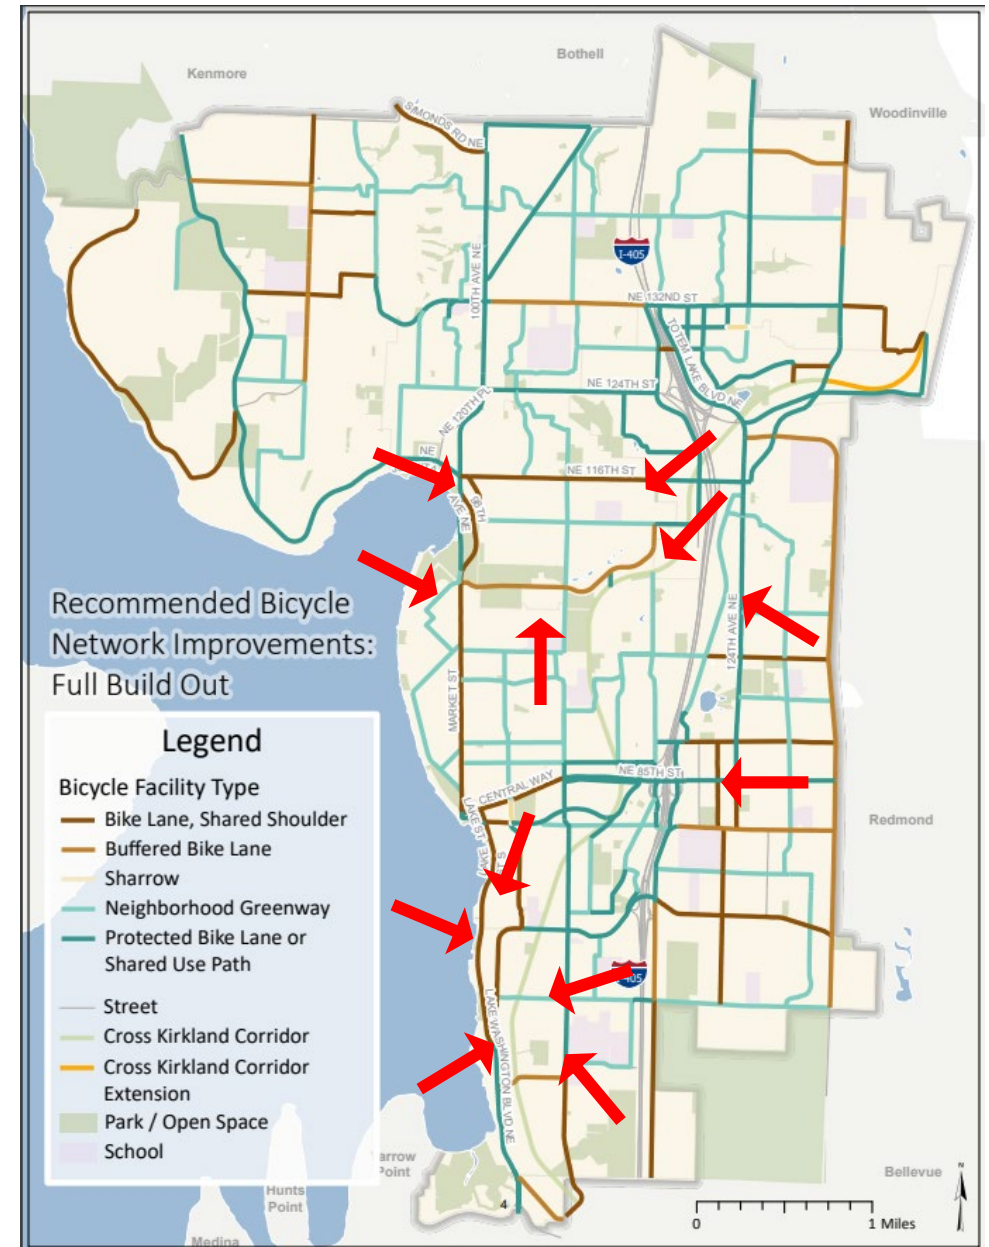 Bothell
Kenmore
Woodinville
SIMONDS RD NE
I-405
100TH AVE NE
NE 132ND ST
TOTEM LAKE BLVD NE
NE 124TH ST
NE 120TH PL
NE
NE 116TH ST
98TH
AVE NE
Recommended Bicycle
Network Improvements:
Full Build Out
124TH AVE NE
MARKET ST
Legend
Bicycle Facility Type
Bike Lane, Shared Shoulder
Buffered Bike Lane
Sharrow
Neighborhood Greenway
Protected Bike Lane or
Shared Use Path
Street
Cross Kirkland Corridor
Cross Kirkland Corridor
Extension
Park / Open Space
School
NE 85TH ST
CENTRAL WAY
LAKE ST
Redmond
405
LAKE WASHINGTON BLVD NE
arrow
Point
Hunts
Point
Medina
4
Bellevue
N
0 1 Miles